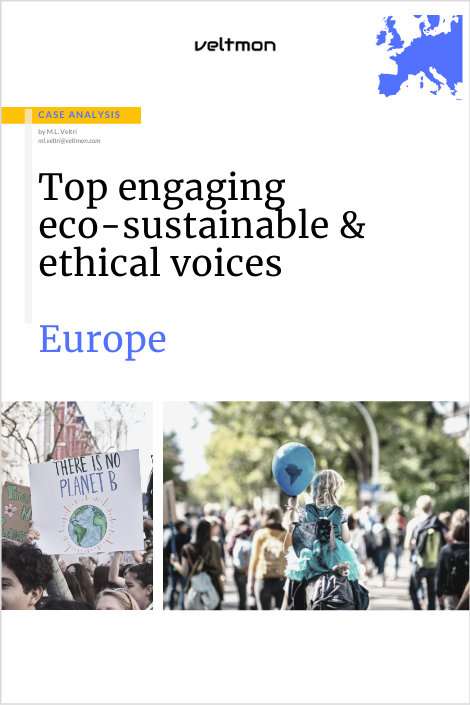 veltmon
CASE ANALYSIS
by M.L. Veltri
ml.veltri@veltmon.com
Top engaging
eco-sustainable &
ethical voices
Europe
THERE IS NO
PLANET B